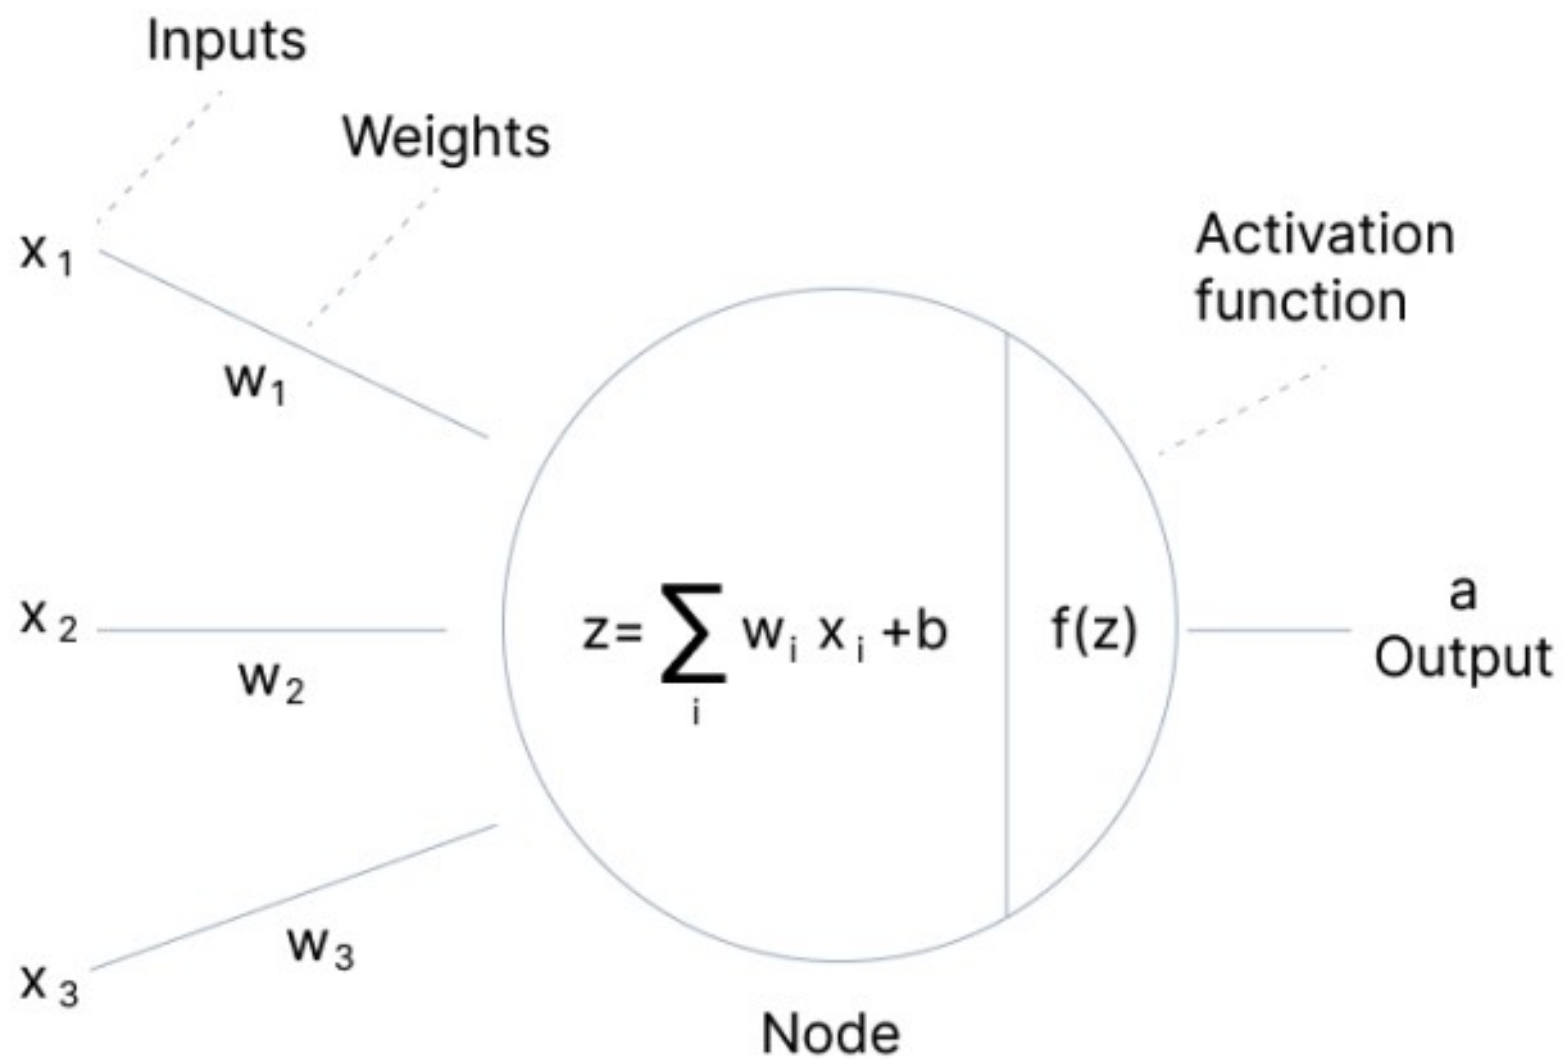 Inputs
Weights
Activation
function
x₁
w₁
x₂
w₂
z= ∑ wᵢ xᵢ +b
i
f(z)
a
Output
w₃
x₃
Node